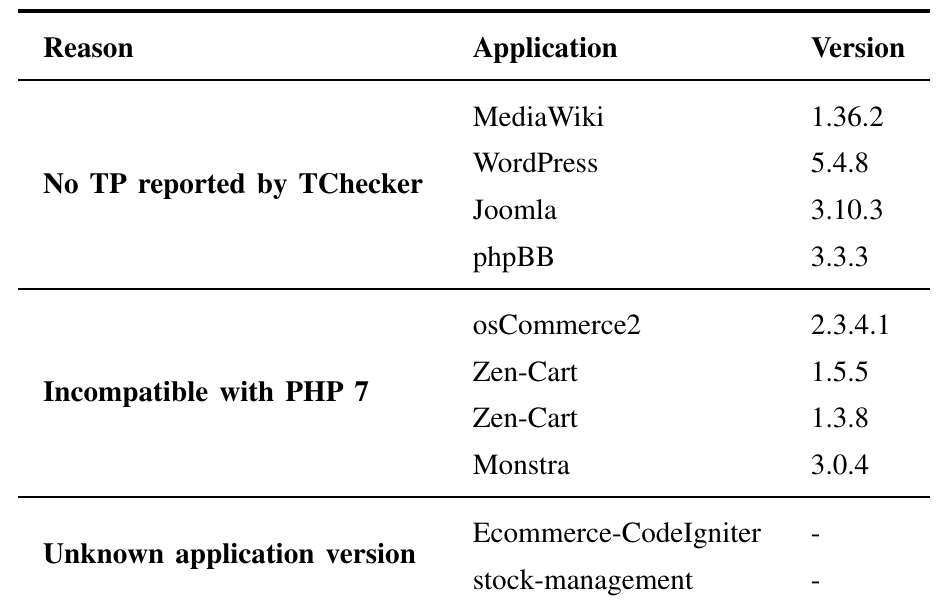 Reason Application Version
No TP reported by TChecker
MediaWiki 1.36.2
WordPress 5.4.8
Joomla 3.10.3
phpBB 3.3.3
Incompatible with PHP 7
osCommerce2 2.3.4.1
Zen-Cart 1.5.5
Zen-Cart 1.3.8
Monstra 3.0.4
Unknown application version
Ecommerce-CodeIgniter -
stock-management -